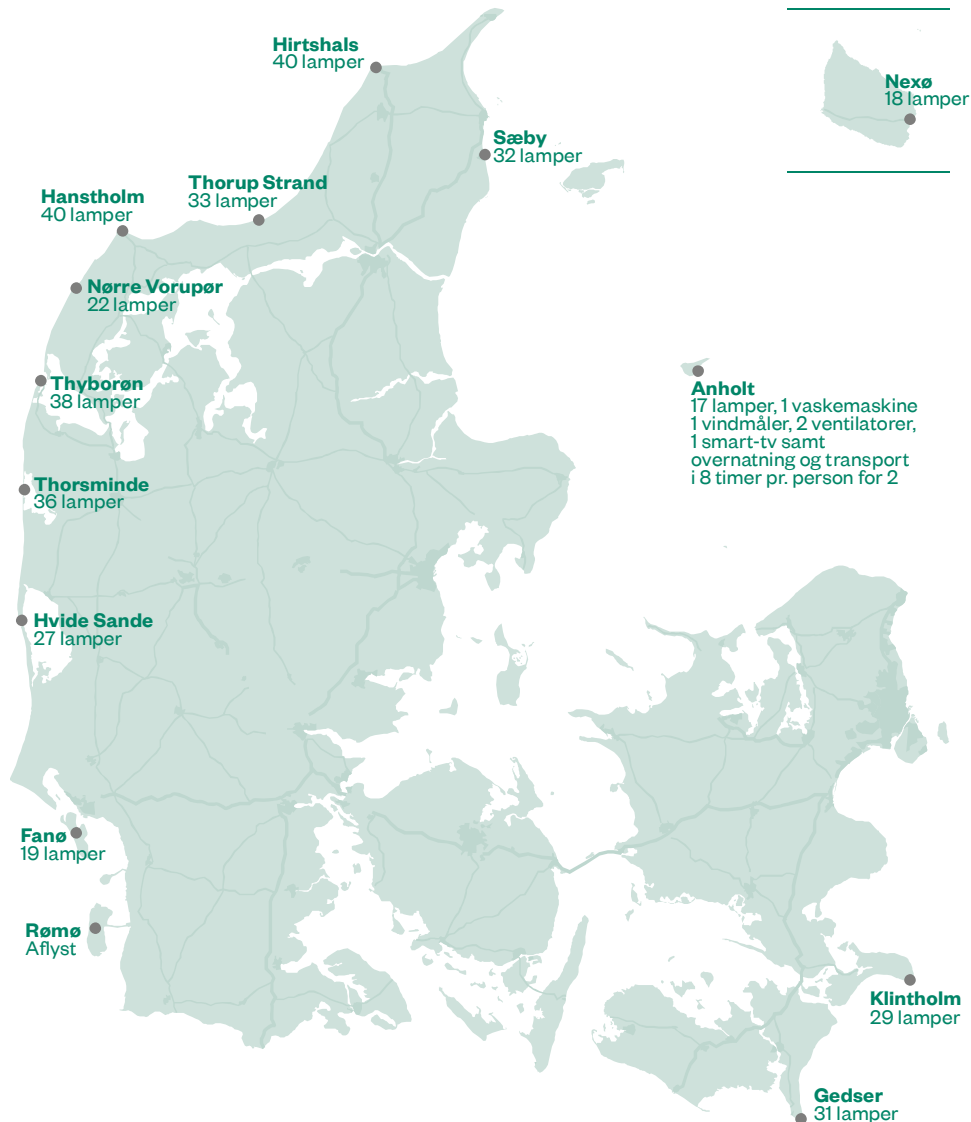 Hirtshals
40 lamper
Nexø
18 lamper
Sæby
32 lamper
Thorup Strand
33 lamper
Hanstholm
40 lamper
Nørre Vorupør
22 lamper
Thyborøn
38 lamper
Anholt
17 lamper, 1 vaskemaskine
1 vindmåler, 2 ventilatorer,
1 smart-tv samt
overnatning og transport
i 8 timer pr. person for 2
Thorsminde
36 lamper
Hvide Sande
27 lamper
Fanø
19 lamper
Rømø
Aflyst
Klintholm
29 lamper
Gedser
31 lamper